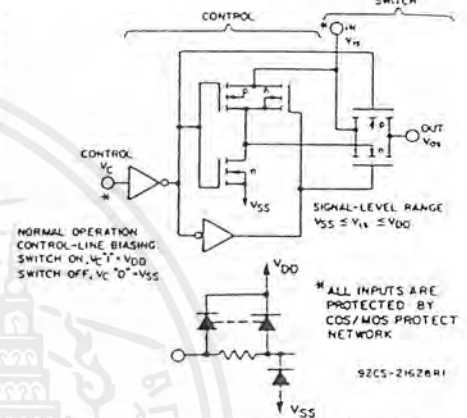 CONTROL
SWITCH
* IN
Vis
p n
p
n
OUT
Vos
n
CONTROL
VC
*
VSS
SIGNAL-LEVEL RANGE
VSS ≤ Vis ≤ VDD
NORMAL OPERATION
CONTROL-LINE BIASING
SWITCH ON, VC "1" = VDD
SWITCH OFF, VC "0" = VSS
VDD
* ALL INPUTS ARE
PROTECTED BY
COS/MOS PROTECT
NETWORK
92CS-21628R1
VSS